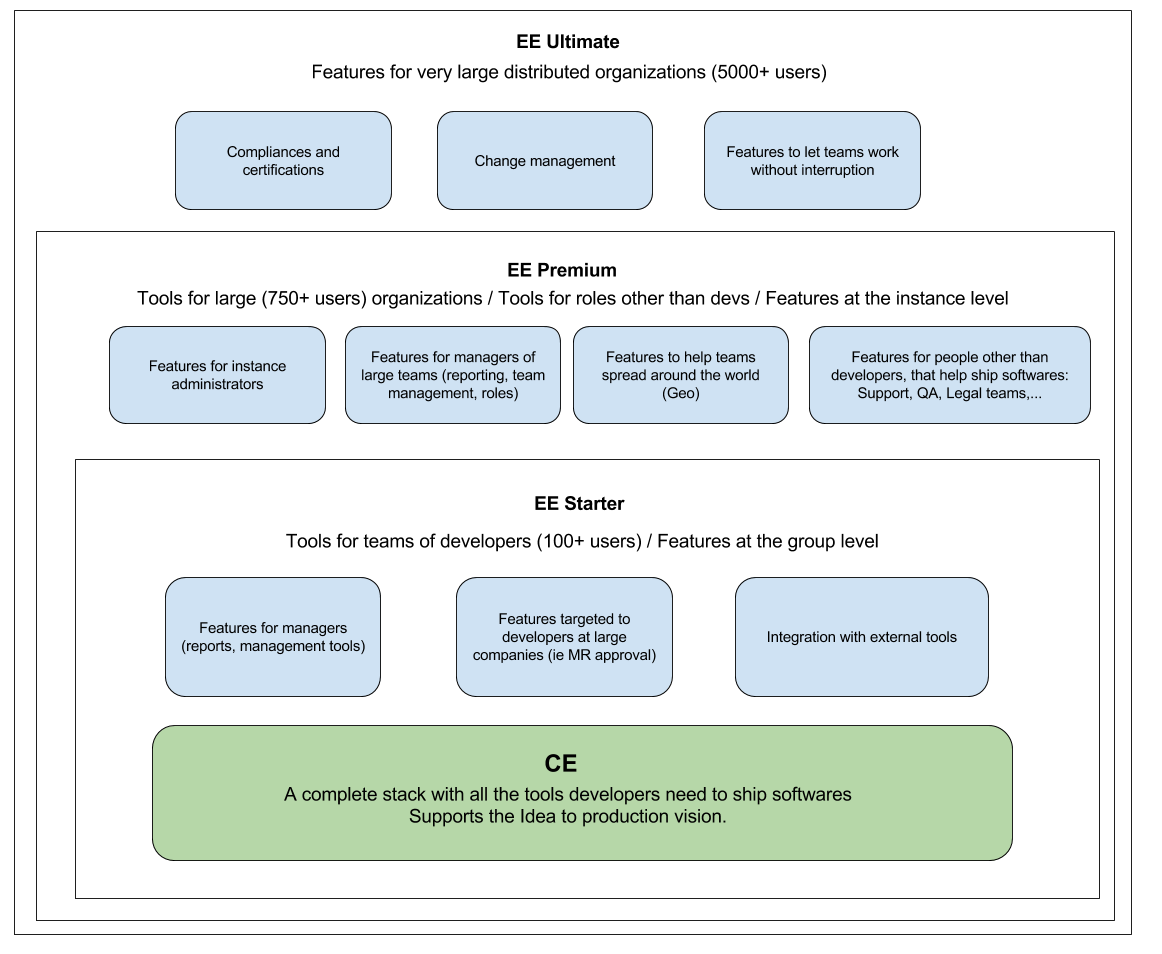 EE Ultimate
Features for very large distributed organizations (5000+ users)
Compliances and
certifications
Change management
Features to let teams work
without interruption
EE Premium
Tools for large (750+ users) organizations / Tools for roles other than devs / Features at the instance level
Features for instance
administrators
Features for managers of
large teams (reporting, team
management, roles)
Features to help teams
spread around the world
(Geo)
Features for people other than
developers, that help ship softwares:
Support, QA, Legal teams,...
EE Starter
Tools for teams of developers (100+ users) / Features at the group level
Features for managers
(reports, management tools)
Features targeted to
developers at large
companies (ie MR approval)
Integration with external tools
CE
A complete stack with all the tools developers need to ship softwares
Supports the Idea to production vision.